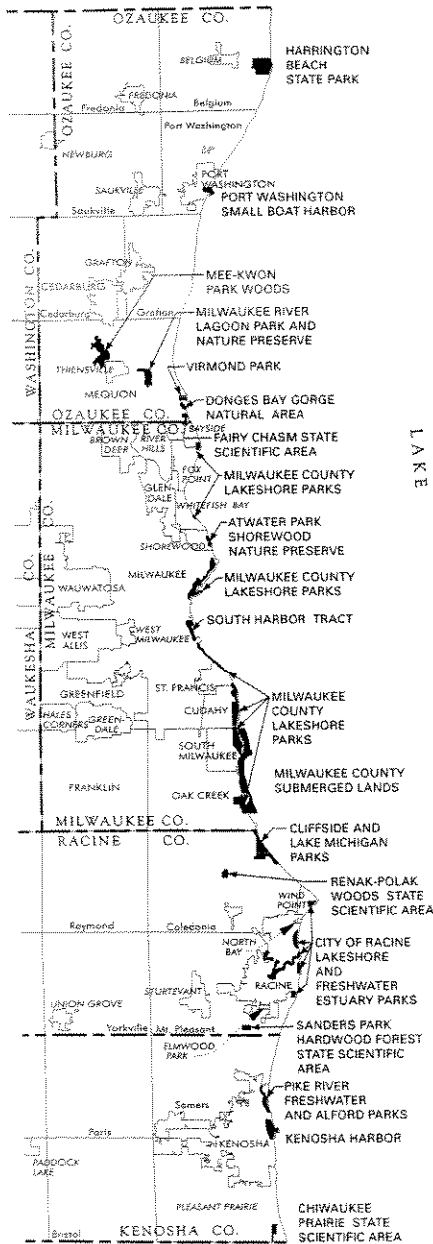 OZAUKEE CO.
OZAUKEE CO.
BELGIUM
HARRINGTON
BEACH
STATE PARK
FREDONIA
Fredonia
Belgium
Port Washington
NEWBURG
PORT
WASHINGTON
SAUKVILLE
PORT WASHINGTON
SMALL BOAT HARBOR
Saukville
WASHINGTON CO.
GRAFTON
MEE-KWON
PARK WOODS
CEDARBURG
Cedarburg
Grafton
MILWAUKEE RIVER
LAGOON PARK AND
NATURE PRESERVE
THIENSVILLE
VIRMOND PARK
MEQUON
DONGES BAY GORGE
NATURAL AREA
OZAUKEE CO.
MILWAUKEE CO.
BAYSIDE
BROWN
DEER
RIVER
HILLS
FAIRY CHASM STATE
SCIENTIFIC AREA
FOX
POINT
GLEN-
DALE
MILWAUKEE COUNTY
LAKESHORE PARKS
LAKE
WHITEFISH BAY
ATWATER PARK
SHOREWOOD
NATURE PRESERVE
SHOREWOOD
WAUKESHA CO.
MILWAUKEE CO.
MILWAUKEE
MILWAUKEE COUNTY
LAKESHORE PARKS
WAUWATOSA
SOUTH HARBOR TRACT
WEST
ALLIS
WEST
MILWAUKEE
ST. FRANCIS
GREENFIELD
MILWAUKEE
COUNTY
LAKESHORE
PARKS
CUDAHY
HALES
CORNERS
GREEN-
DALE
SOUTH
MILWAUKEE
MILWAUKEE COUNTY
SUBMERGED LANDS
FRANKLIN
OAK CREEK
MILWAUKEE CO.
RACINE CO.
CLIFFSIDE AND
LAKE MICHIGAN
PARKS
RENAK-POLAK
WOODS STATE
SCIENTIFIC AREA
WIND
POINT
Raymond
Caledonia
NORTH
BAY
CITY OF RACINE
LAKESHORE
AND
FRESHWATER
ESTUARY PARKS
RACINE
STURTEVANT
UNION GROVE
Yorkville
Mt. Pleasant
SANDERS PARK
HARDWOOD FOREST
STATE SCIENTIFIC
AREA
ELMWOOD
PARK
PIKE RIVER
FRESHWATER
AND ALFORD PARKS
Somers
Paris
KENOSHA
KENOSHA HARBOR
PADDOCK
LAKE
PLEASANT PRAIRIE
CHIWAUKEE
PRAIRIE STATE
SCIENTIFIC AREA
Bristol
KENOSHA CO.